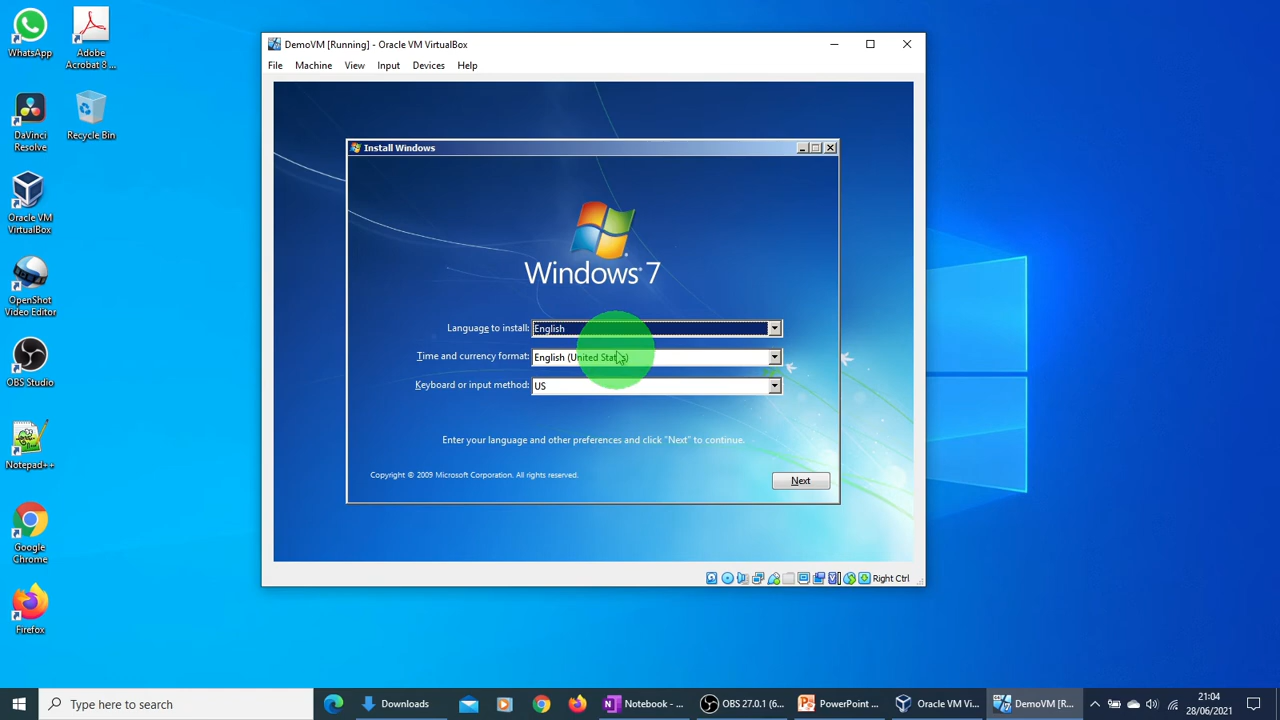 WhatsApp
Adobe
Acrobat 8 ...
DaVinci
Resolve
Recycle Bin
Oracle VM
VirtualBox
OpenShot
Video Editor
OBS Studio
Notepad++
Google
Chrome
Firefox
DemoVM [Running] - Oracle VM VirtualBox
File Machine View Input Devices Help
Install Windows
Windows 7
Language to install: English
Time and currency format: English (United States)
Keyboard or input method: US
Enter your language and other preferences and click "Next" to continue.
Copyright © 2009 Microsoft Corporation. All rights reserved.
Next
Right Ctrl
Type here to search
Downloads
Notebook - ...
OBS 27.0.1 (6...
PowerPoint ...
Oracle VM Vi...
DemoVM [R...
21:04
28/06/2021